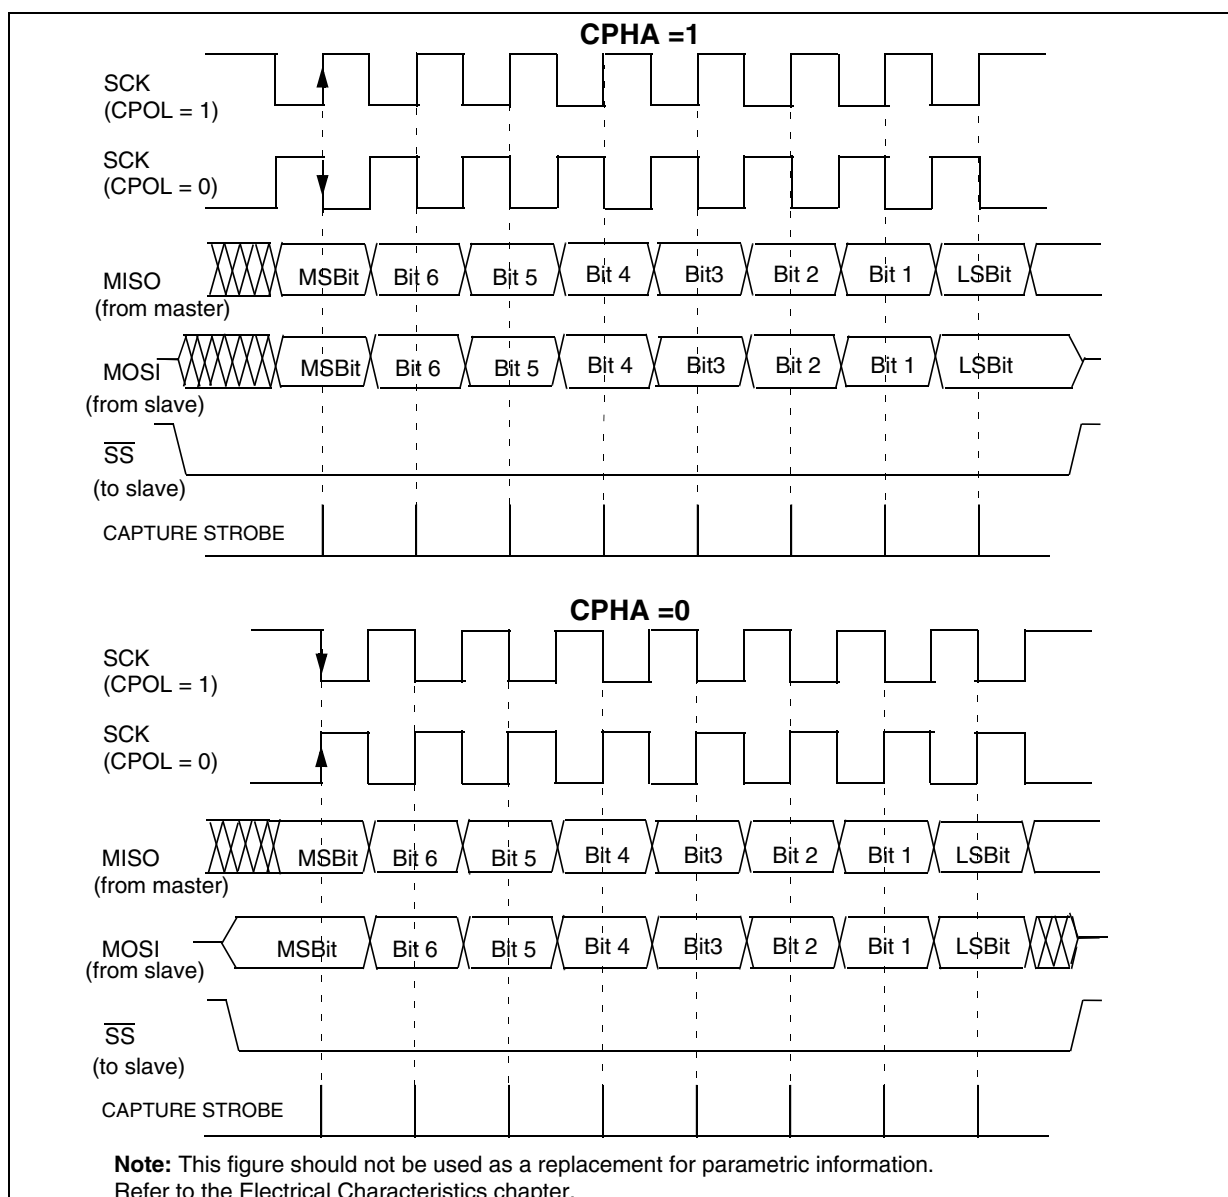 CPHA =1
SCK
(CPOL = 1)
SCK
(CPOL = 0)
MISO
(from master)
MSBit Bit 6 Bit 5 Bit 4 Bit3 Bit 2 Bit 1 LSBit
MOSI
(from slave)
MSBit Bit 6 Bit 5 Bit 4 Bit3 Bit 2 Bit 1 LSBit
SS
(to slave)
CAPTURE STROBE
CPHA =0
SCK
(CPOL = 1)
SCK
(CPOL = 0)
MISO
(from master)
MSBit Bit 6 Bit 5 Bit 4 Bit3 Bit 2 Bit 1 LSBit
MOSI
(from slave)
MSBit Bit 6 Bit 5 Bit 4 Bit3 Bit 2 Bit 1 LSBit
SS
(to slave)
CAPTURE STROBE
Note: This figure should not be used as a replacement for parametric information.
Refer to the Electrical Characteristics chapter.